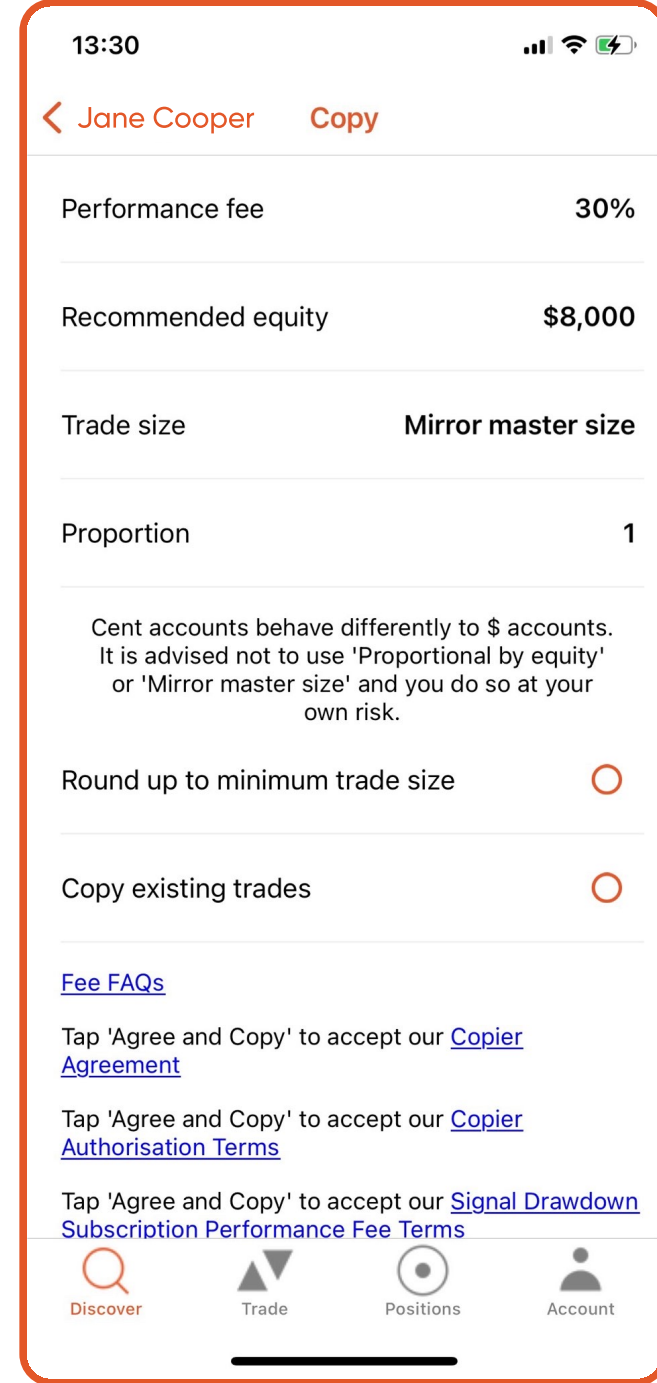 13:30
Jane Cooper Copy
Performance fee 30%
Recommended equity $8,000
Trade size Mirror master size
Proportion 1
Cent accounts behave differently to $ accounts.
It is advised not to use 'Proportional by equity'
or 'Mirror master size' and you do so at your
own risk.
Round up to minimum trade size
Copy existing trades
Fee FAQs
Tap 'Agree and Copy' to accept our Copier
Agreement
Tap 'Agree and Copy' to accept our Copier
Authorisation Terms
Tap 'Agree and Copy' to accept our Signal Drawdown
Subscription Performance Fee Terms
Discover Trade Positions Account